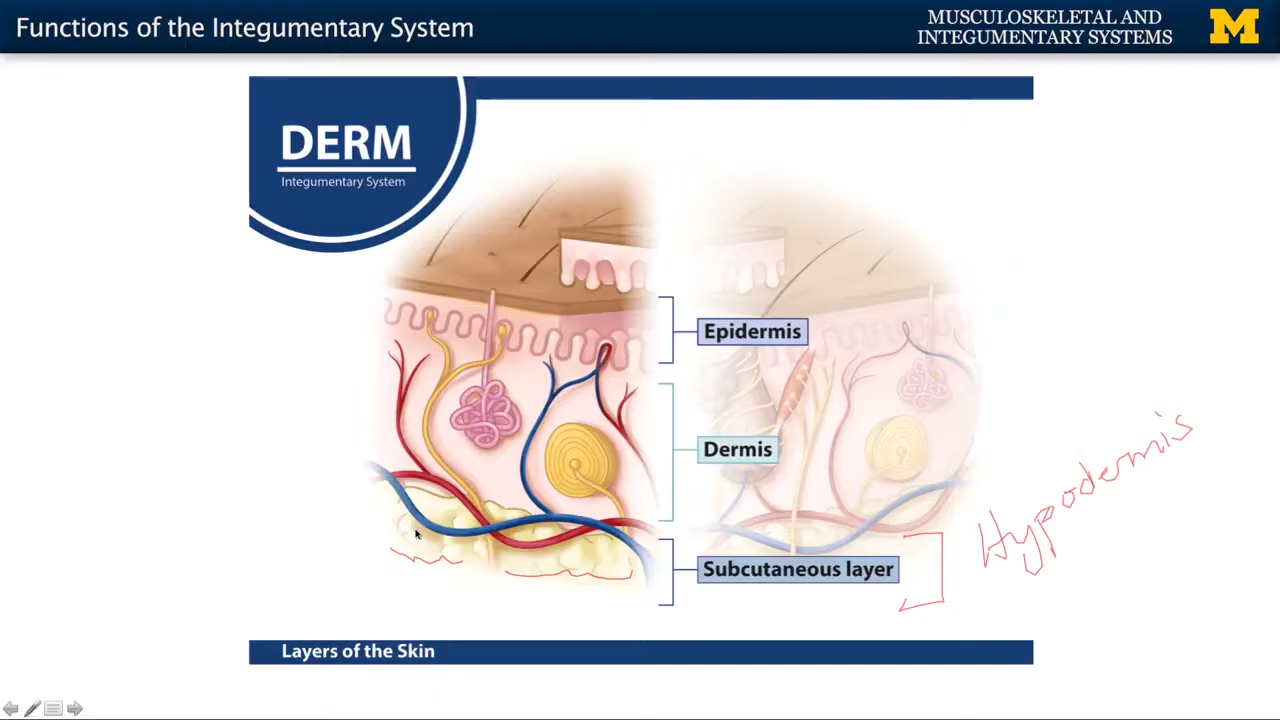 Functions of the Integumentary System
MUSCULOSKELETAL AND
INTEGUMENTARY SYSTEMS
M
DERM
Integumentary System
Epidermis
Dermis
Hypodermis
Subcutaneous layer
Layers of the Skin